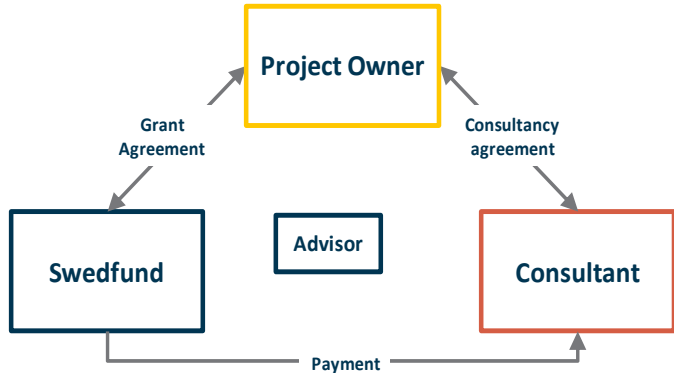 Project Owner
Grant
Agreement
Consultancy
agreement
Swedfund
Advisor
Consultant
Payment